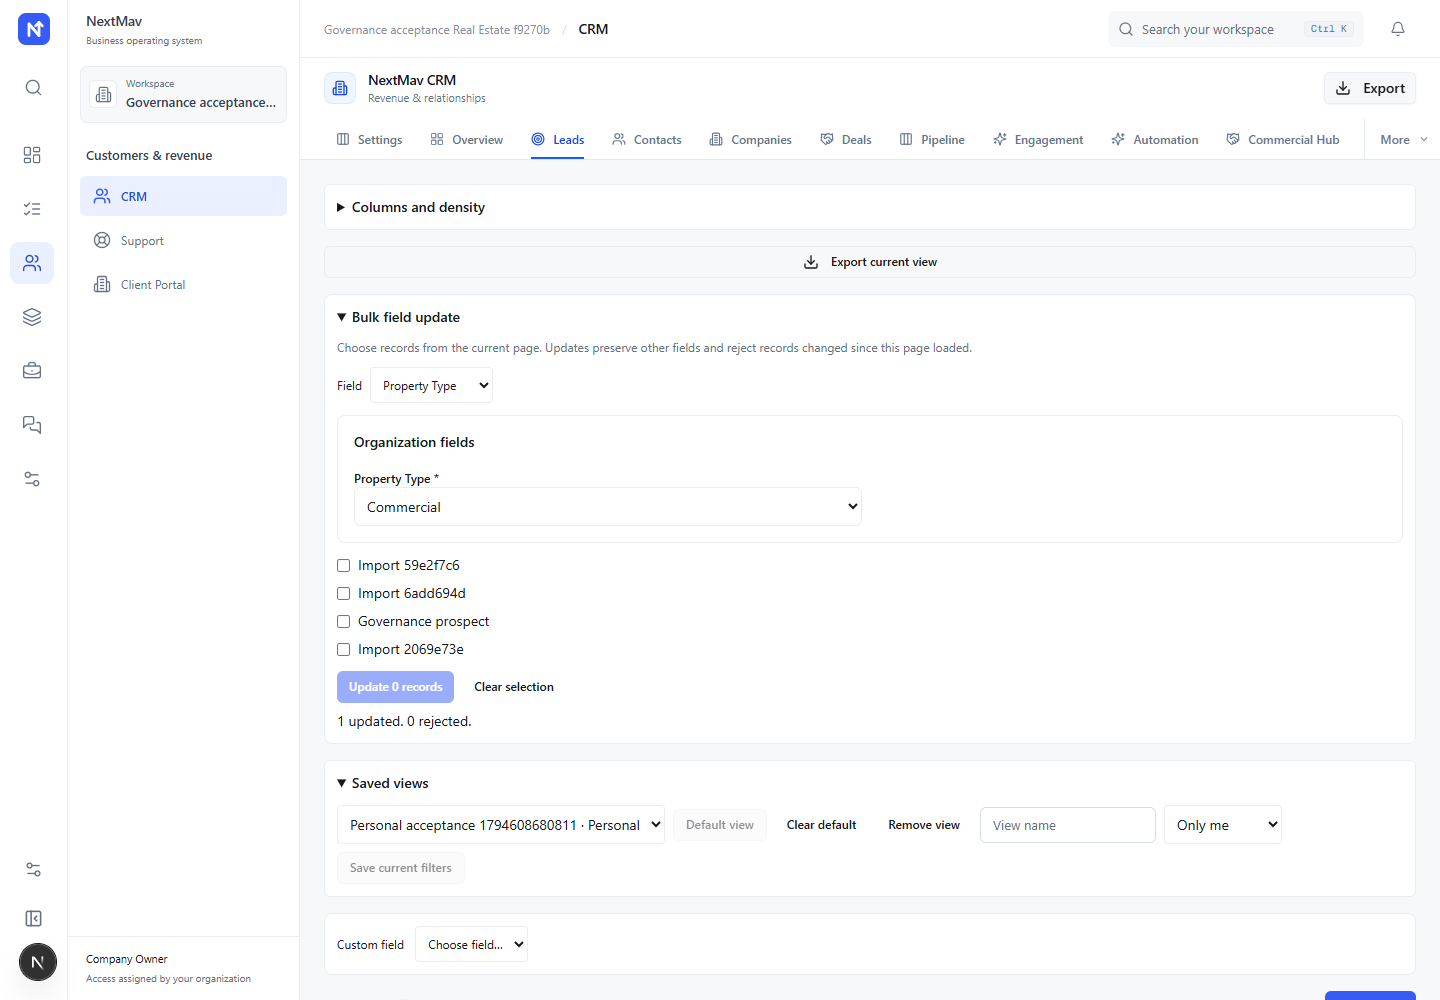 NextMav
Business operating system
Workspace
Governance acceptance...
Customers & revenue
CRM
Support
Client Portal
Company Owner
Access assigned by your organization
N
Governance acceptance Real Estate f9270b / CRM
Search your workspace Ctrl K
NextMav CRM
Revenue & relationships
Export
Settings Overview Leads Contacts Companies Deals Pipeline Engagement Automation Commercial Hub More
Columns and density
Export current view
Bulk field update
Choose records from the current page. Updates preserve other fields and reject records changed since this page loaded.
Field Property Type
Organization fields
Property Type *
Commercial
Import 59e2f7c6
Import 6add694d
Governance prospect
Import 2069e73e
Update 0 records Clear selection
1 updated. 0 rejected.
Saved views
Personal acceptance 1794608680811 · Personal Default view Clear default Remove view View name Only me
Save current filters
Custom field Choose field...